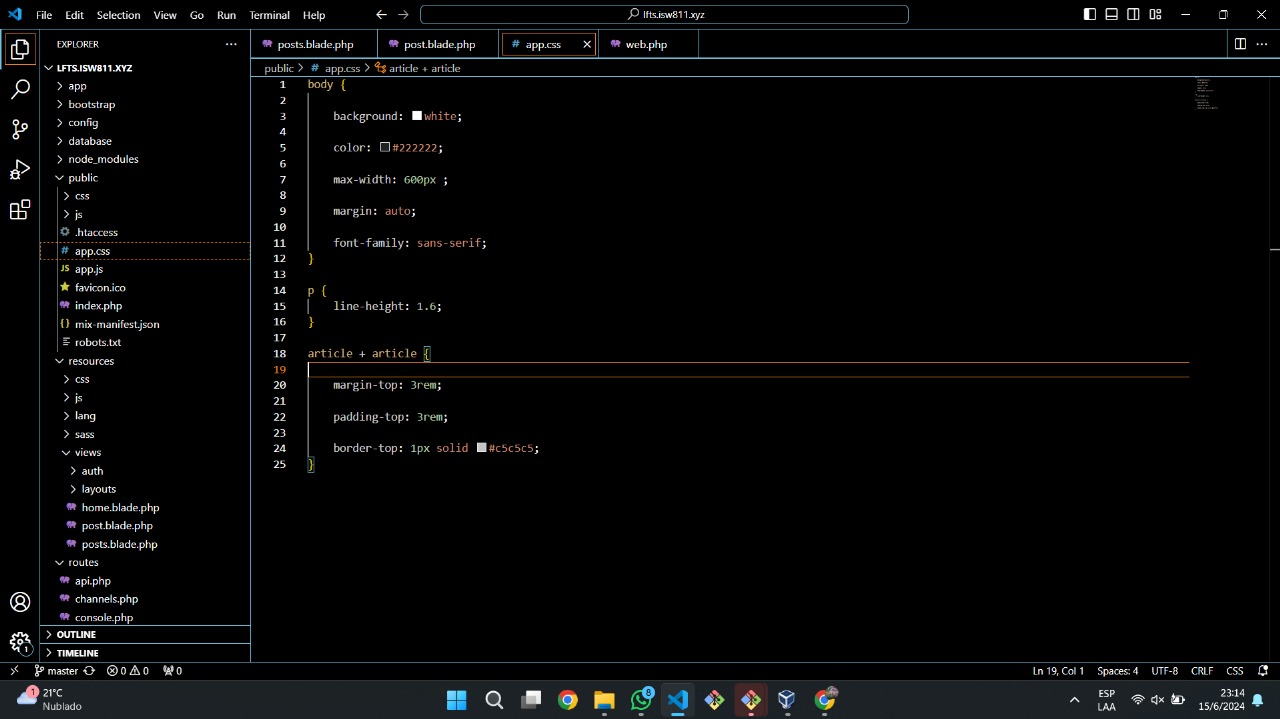 File Edit Selection View Go Run Terminal Help
lfts.isw811.xyz
EXPLORER
LFTS.ISW811.XYZ
app
bootstrap
config
database
node_modules
public
css
js
.htaccess
app.css
app.js
favicon.ico
index.php
mix-manifest.json
robots.txt
resources
css
js
lang
sass
views
auth
layouts
home.blade.php
post.blade.php
posts.blade.php
routes
api.php
channels.php
console.php
OUTLINE
TIMELINE
posts.blade.php post.blade.php app.css web.php
public > app.css > article + article
1 body {
2
3 background: white;
4
5 color: #222222;
6
7 max-width: 600px ;
8
9 margin: auto;
10
11 font-family: sans-serif;
12 }
13
14 p {
15 line-height: 1.6;
16 }
17
18 article + article {
19
20 margin-top: 3rem;
21
22 padding-top: 3rem;
23
24 border-top: 1px solid #c5c5c5;
25 }
1
master 0 0 0 Ln 19, Col 1 Spaces: 4 UTF-8 CRLF CSS
1 21°C
Nublado
8
ESP
LAA
23:14
15/6/2024